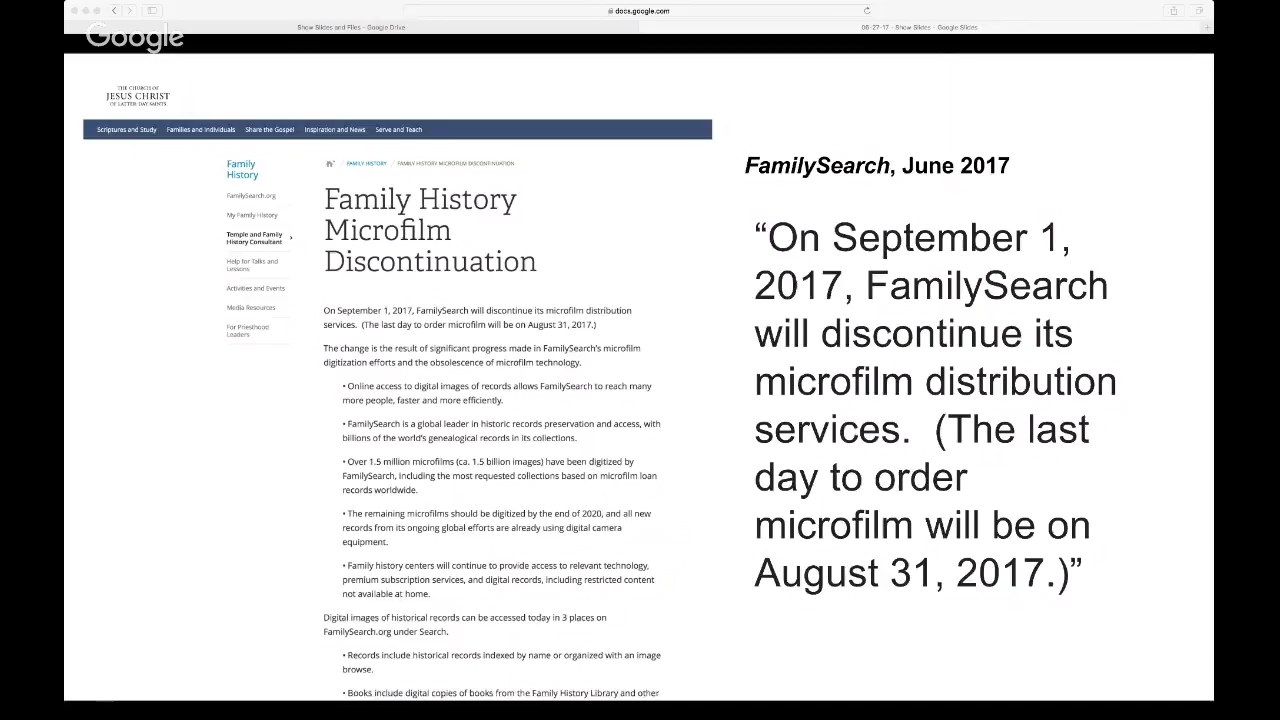 docs.google.com
Show Slides and Files - Google Drive
08-27-17 - Show Slides - Google Slides
Google
THE CHURCH OF
JESUS CHRIST
OF LATTER-DAY SAINTS
Scriptures and Study Families and Individuals Share the Gospel Inspiration and News Serve and Teach
Family
History
FamilySearch.org
My Family History
Temple and Family
History Consultant
Help for Talks and
Lessons
Activities and Events
Media Resources
For Priesthood
Leaders
/ FAMILY HISTORY / FAMILY HISTORY MICROFILM DISCONTINUATION
Family History
Microfilm
Discontinuation
On September 1, 2017, FamilySearch will discontinue its microfilm distribution
services. (The last day to order microfilm will be on August 31, 2017.)
The change is the result of significant progress made in FamilySearch's microfilm
digitization efforts and the obsolescence of microfilm technology.
• Online access to digital images of records allows FamilySearch to reach many
more people, faster and more efficiently.
• FamilySearch is a global leader in historic records preservation and access, with
billions of the world's genealogical records in its collections.
• Over 1.5 million microfilms (ca. 1.5 billion images) have been digitized by
FamilySearch, including the most requested collections based on microfilm loan
records worldwide.
• The remaining microfilms should be digitized by the end of 2020, and all new
records from its ongoing global efforts are already using digital camera
equipment.
• Family history centers will continue to provide access to relevant technology,
premium subscription services, and digital records, including restricted content
not available at home.
Digital images of historical records can be accessed today in 3 places on
FamilySearch.org under Search.
• Records include historical records indexed by name or organized with an image
browse.
• Books include digital copies of books from the Family History Library and other
FamilySearch, June 2017
“On September 1,
2017, FamilySearch
will discontinue its
microfilm distribution
services. (The last
day to order
microfilm will be on
August 31, 2017.)”